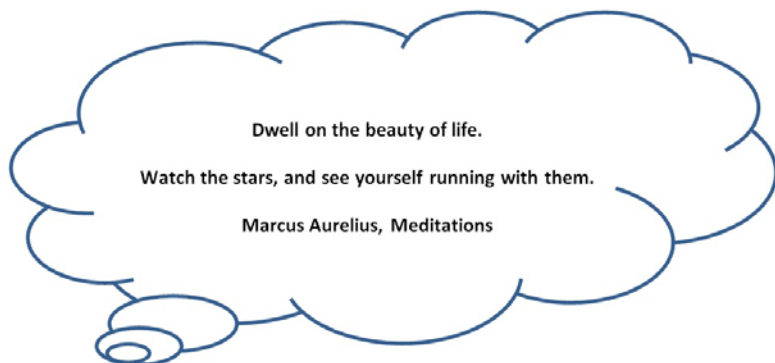 Dwell on the beauty of life.
Watch the stars, and see yourself running with them.
Marcus Aurelius, Meditations